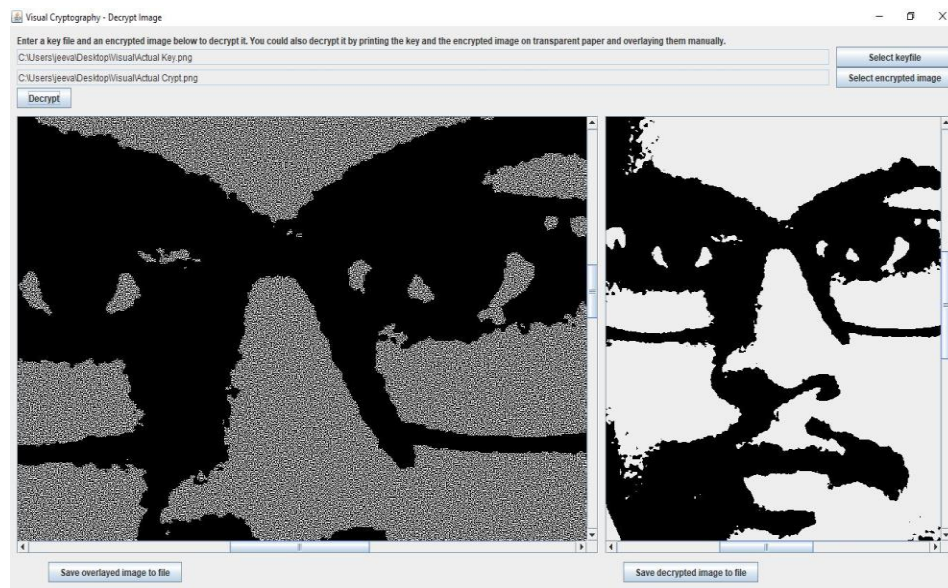 Visual Cryptography - Decrypt Image
Enter a key file and an encrypted image below to decrypt it. You could also decrypt it by printing the key and the encrypted image on transparent paper and overlaying them manually.
C:\Users\jeeva\Desktop\Visual\Actual Key.png
Select keyfile
C:\Users\jeeva\Desktop\Visual\Actual Crypt.png
Select encrypted image
Decrypt
Save overlayed image to file
Save decrypted image to file